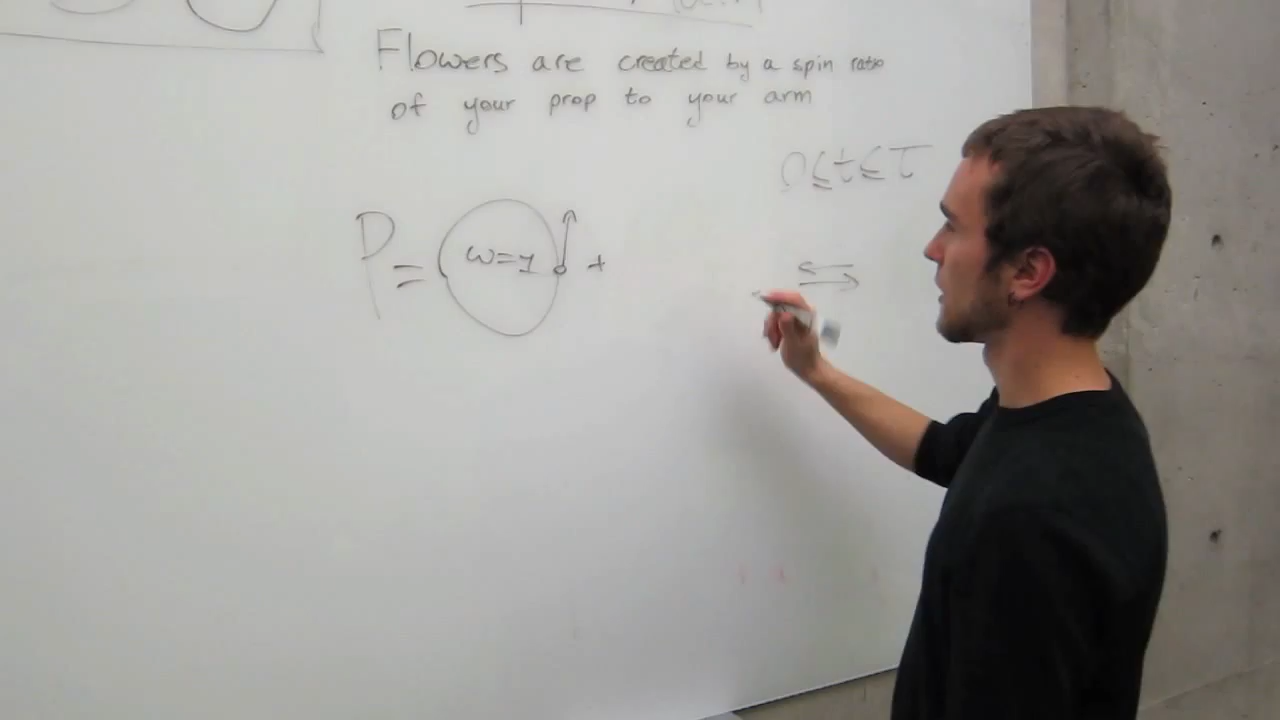 Flowers are created by a spin ratio
of your prop to your arm
0≤t≤τ
P = ω=1 +